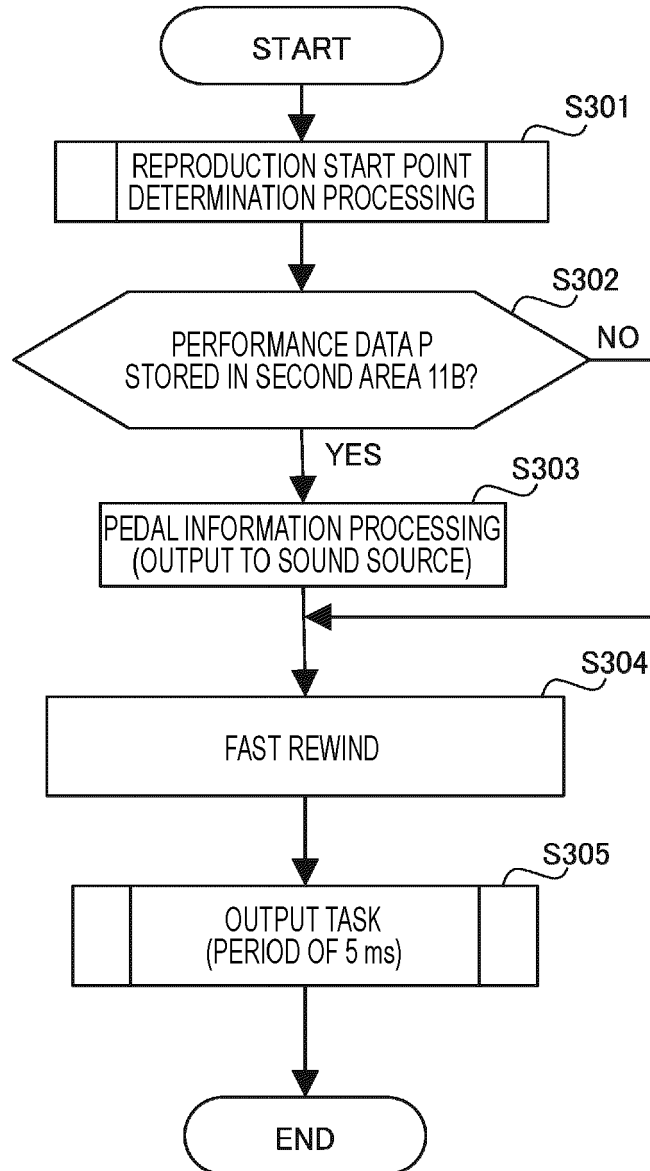 START
S301
REPRODUCTION START POINT
DETERMINATION PROCESSING
S302
PERFORMANCE DATA P
STORED IN SECOND AREA 11B?
NO
YES
S303
PEDAL INFORMATION PROCESSING
(OUTPUT TO SOUND SOURCE)
S304
FAST REWIND
S305
OUTPUT TASK
(PERIOD OF 5 ms)
END